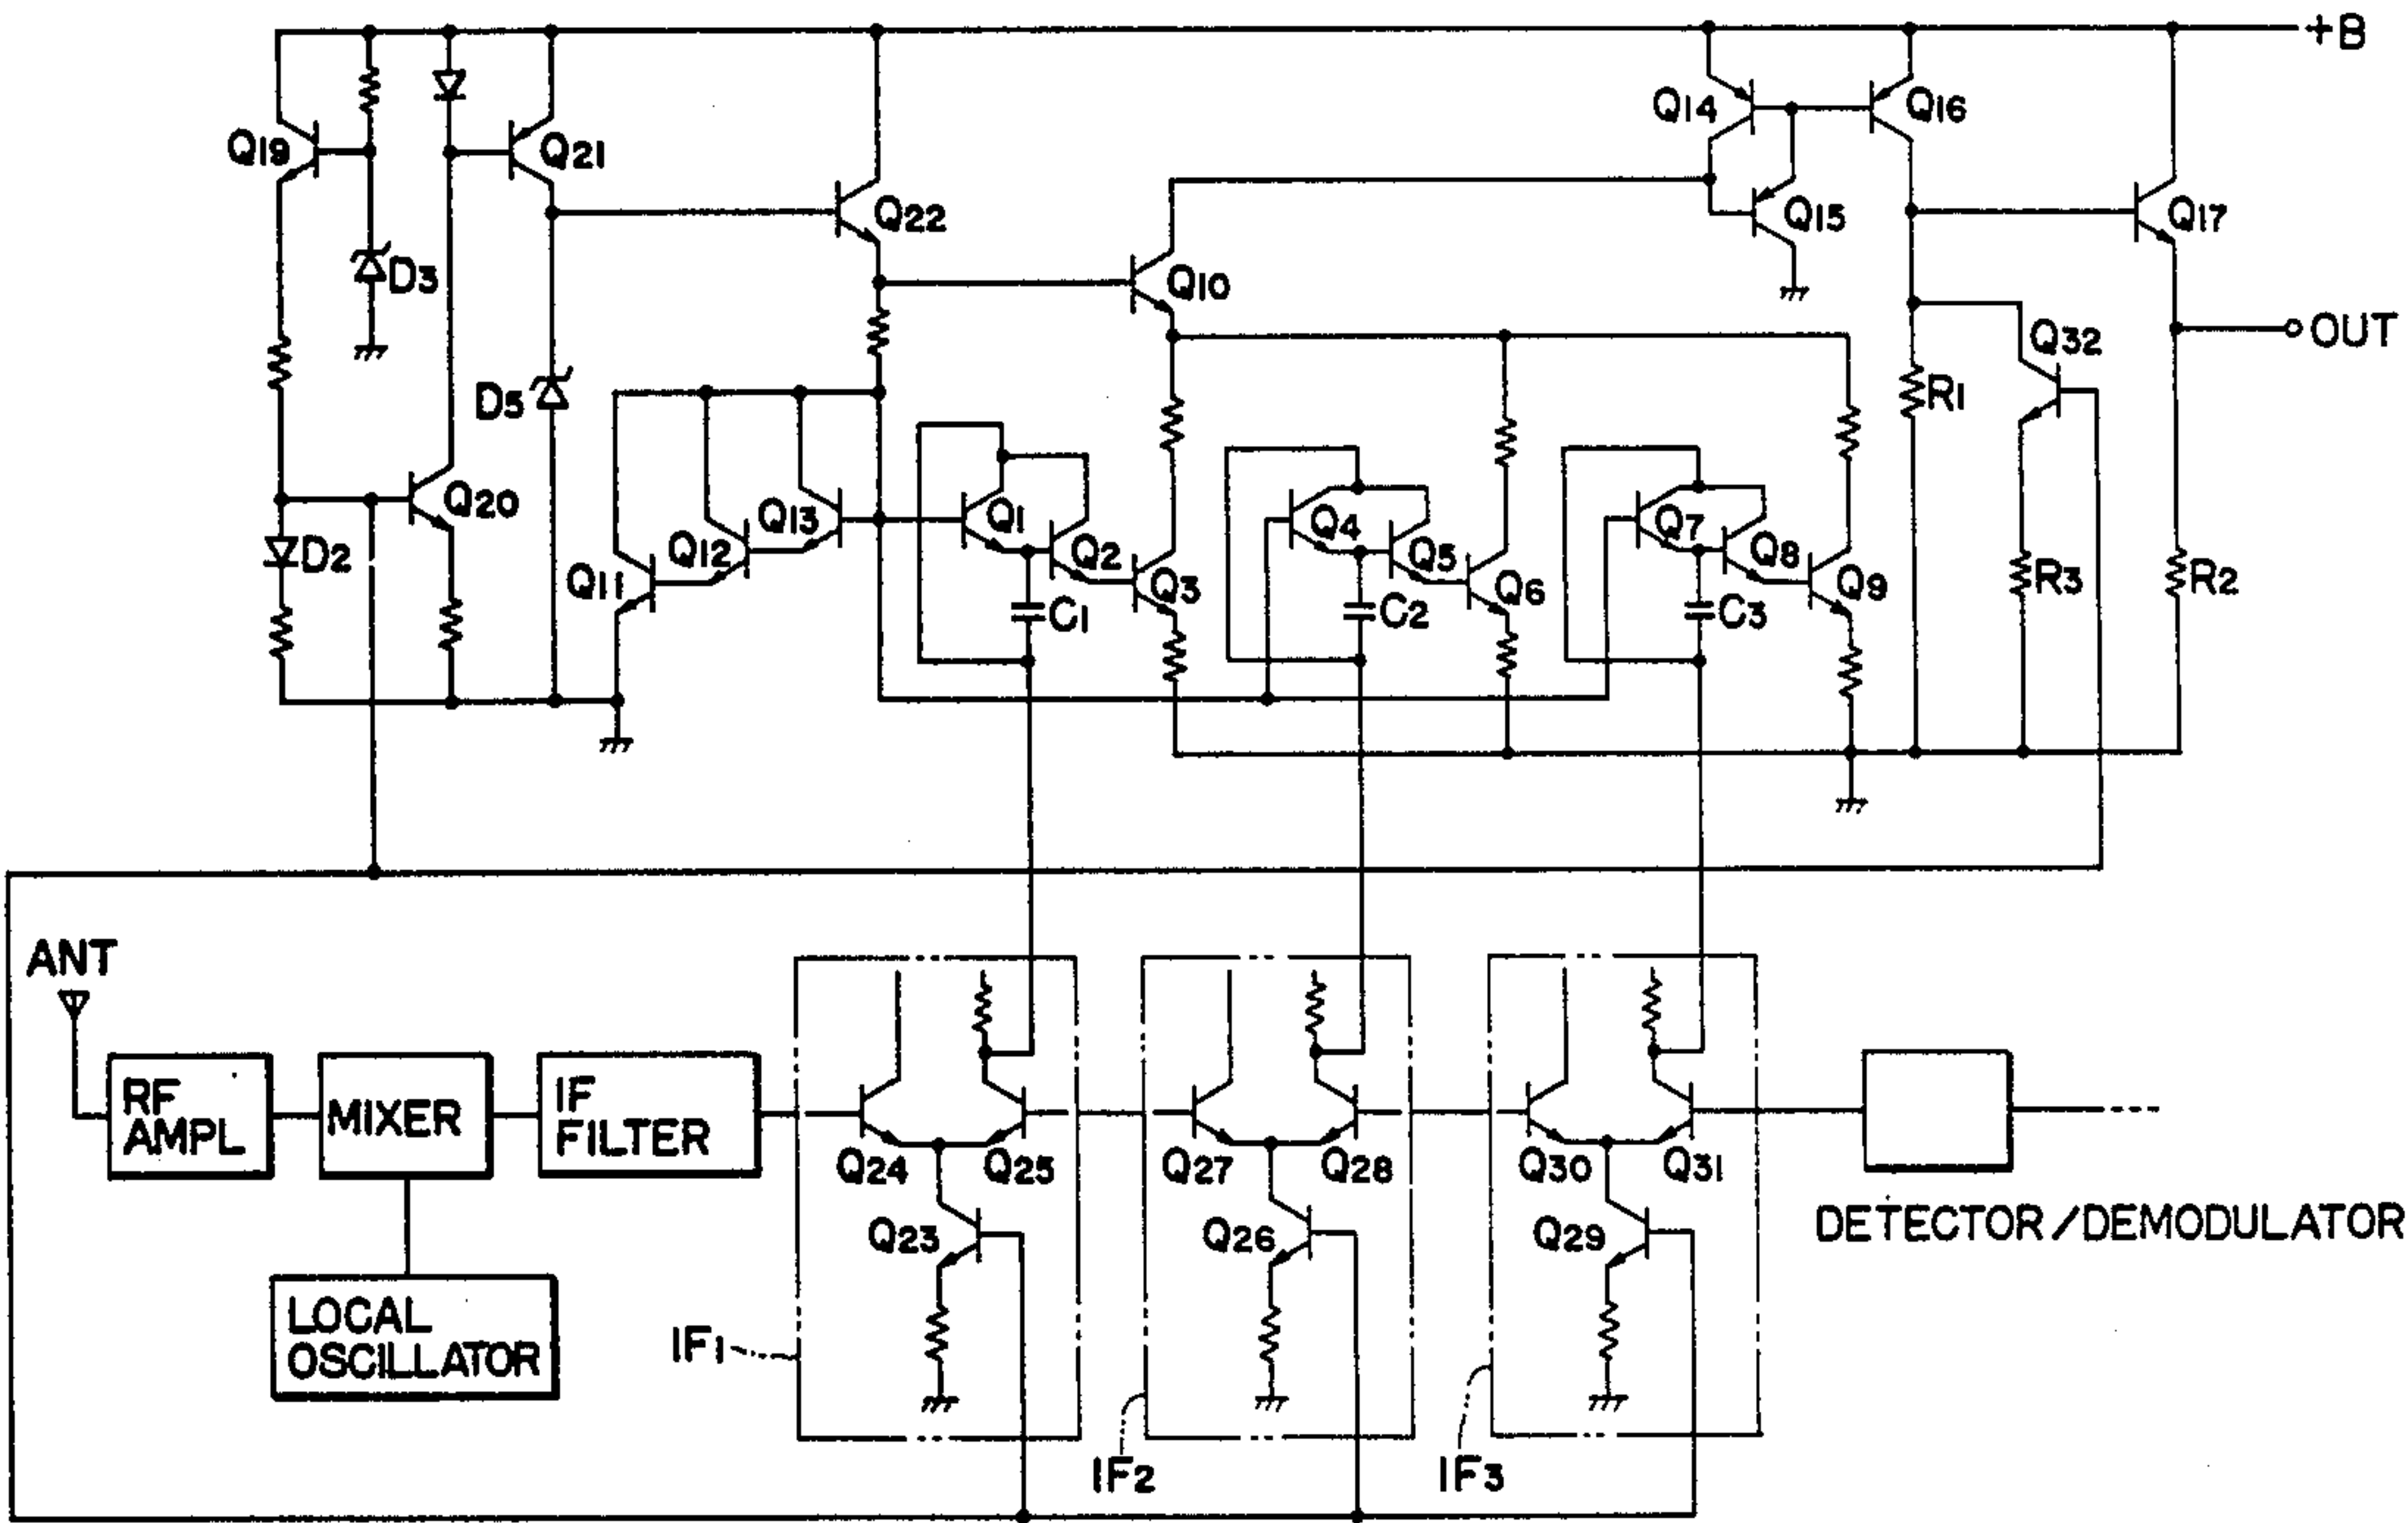 +B
Q14
Q16
Q19
Q21
Q22
Q15
Q17
D3
Q10
OUT
Q32
D5
R1
Q20
Q13
Q1
Q4
Q7
D2
Q12
Q2
Q5
Q8
Q11
Q3
Q6
Q9
R3
R2
C1
C2
C3
ANT
RF
AMPL
MIXER
IF
FILTER
Q24
Q25
Q27
Q28
Q30
Q31
DETECTOR/DEMODULATOR
Q23
Q26
Q29
LOCAL
OSCILLATOR
IF1
IF2
IF3